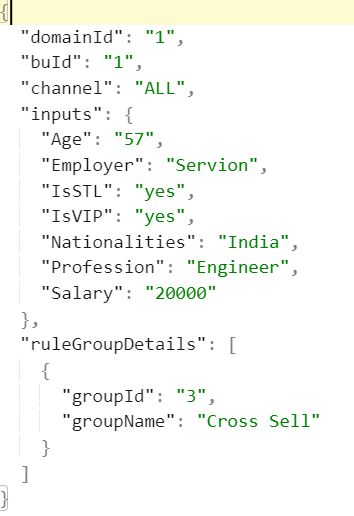 {
  "domainId": "1",
  "buId": "1",
  "channel": "ALL",
  "inputs": {
    "Age": "57",
    "Employer": "Servion",
    "IsSTL": "yes",
    "IsVIP": "yes",
    "Nationalities": "India",
    "Profession": "Engineer",
    "Salary": "20000"
  },
  "ruleGroupDetails": [
    {
      "groupId": "3",
      "groupName": "Cross Sell"
    }
  ]
}